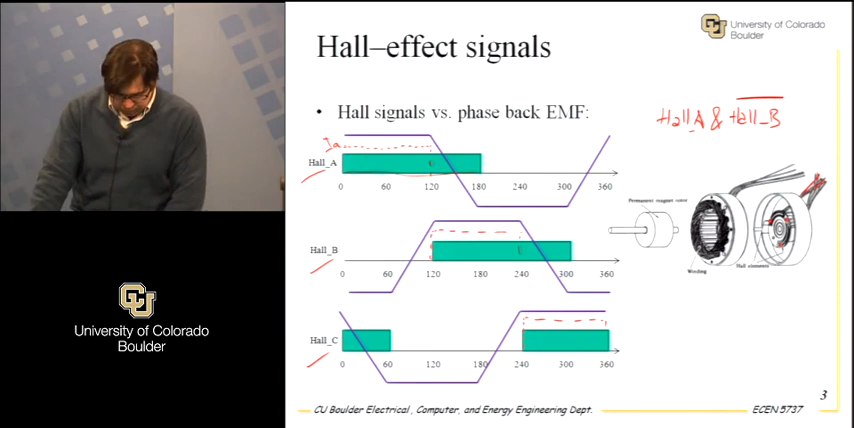 University of Colorado
Boulder
Hall–effect signals
• Hall signals vs. phase back EMF:
Hall_A & Hall_B
Ia
Hall_A
0 60 120 180 240 300 360
Permanent magnet rotor
Hall_B
0 60 120 180 240 300 360
Winding
Hall elements
University of Colorado
Boulder
Hall_C
0 60 120 180 240 300 360
3
CU Boulder Electrical, Computer, and Energy Engineering Dept.
ECEN 5737